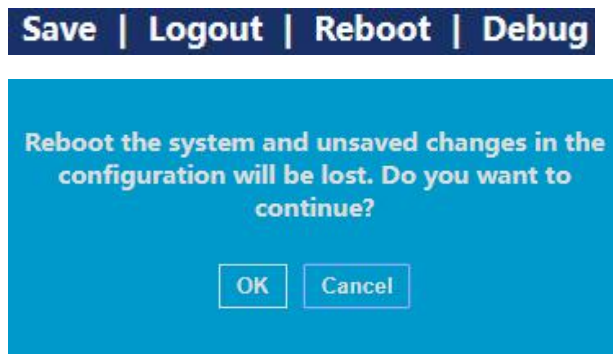 Save | Logout | Reboot | Debug
Reboot the system and unsaved changes in the
configuration will be lost. Do you want to
continue?
OK Cancel